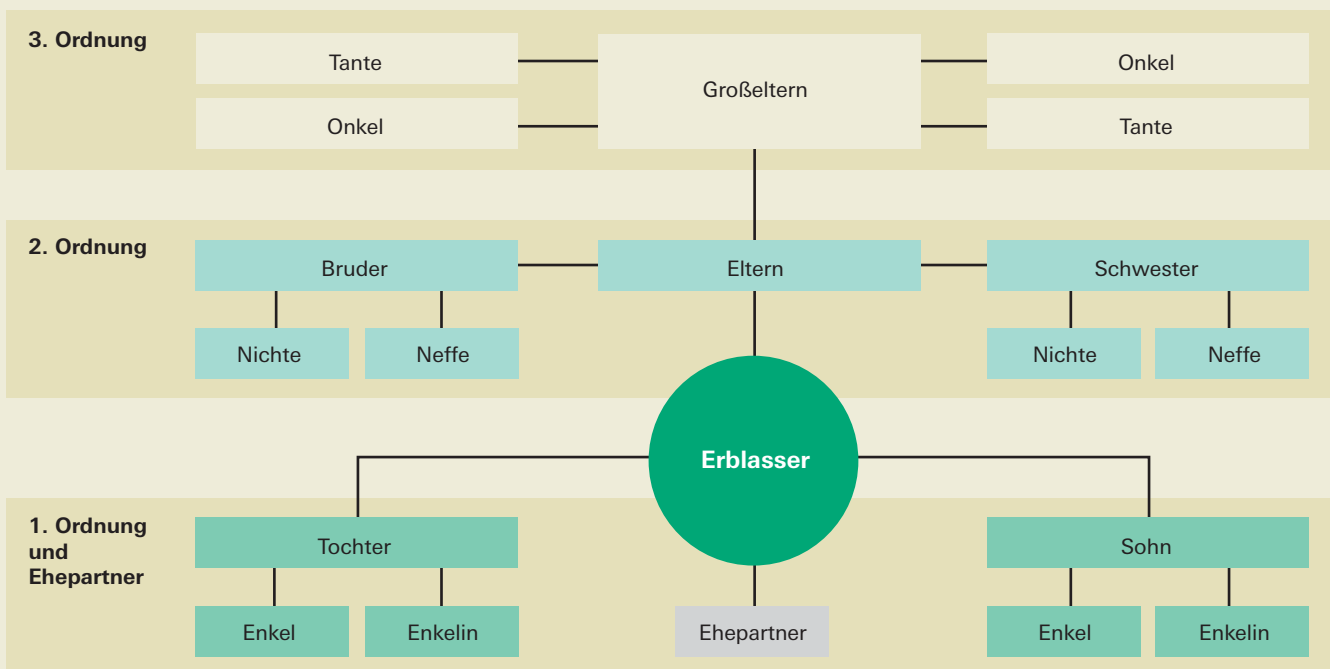 3. Ordnung
Tante
Großeltern
Onkel
Onkel
Tante
2. Ordnung
Bruder
Eltern
Schwester
Nichte
Neffe
Nichte
Neffe
Erblasser
1. Ordnung
und
Ehepartner
Tochter
Sohn
Enkel
Enkelin
Ehepartner
Enkel
Enkelin